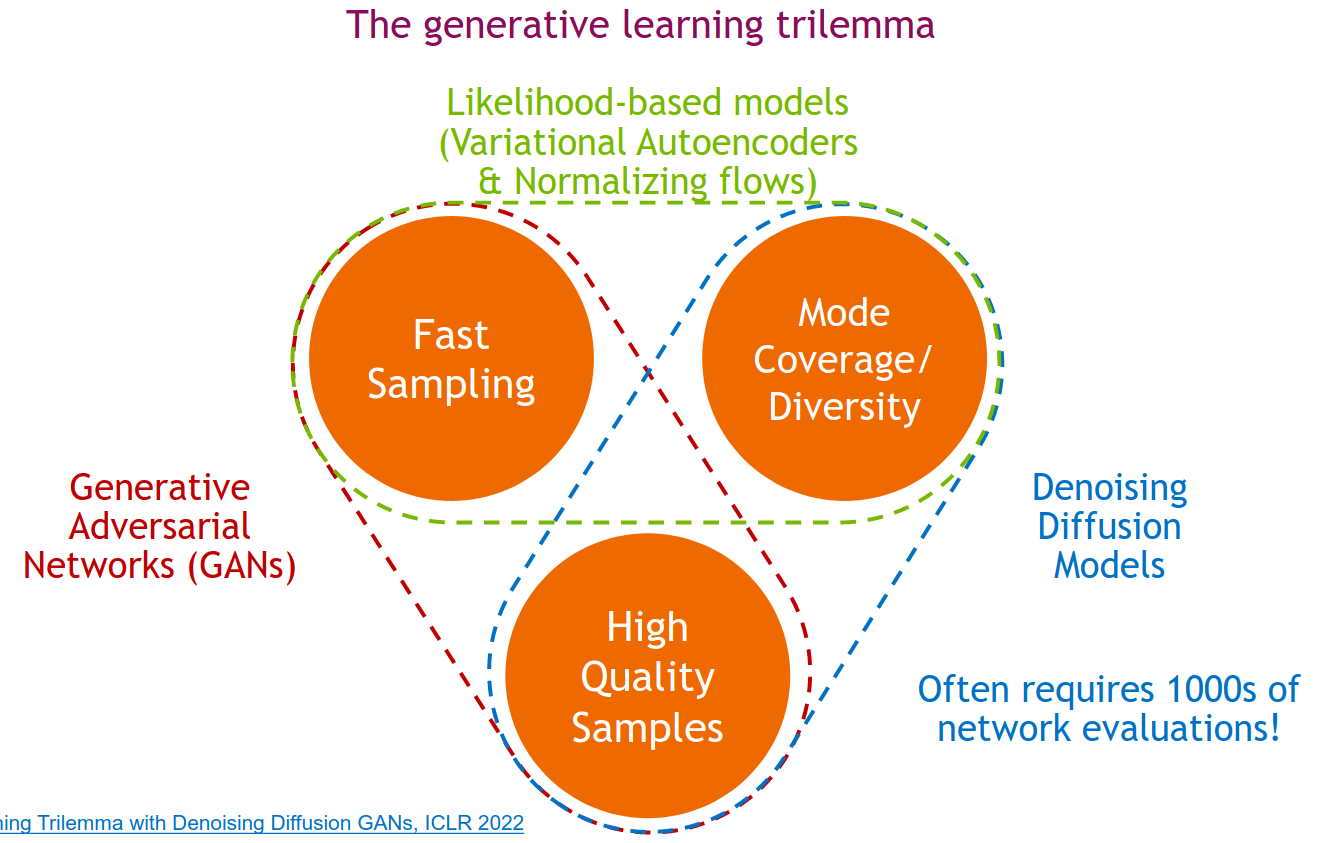 The generative learning trilemma
Likelihood-based models
(Variational Autoencoders
& Normalizing flows)
Fast
Sampling
Mode
Coverage/
Diversity
Generative
Adversarial
Networks (GANs)
Denoising
Diffusion
Models
High
Quality
Samples
Often requires 1000s of
network evaluations!
ning Trilemma with Denoising Diffusion GANs, ICLR 2022